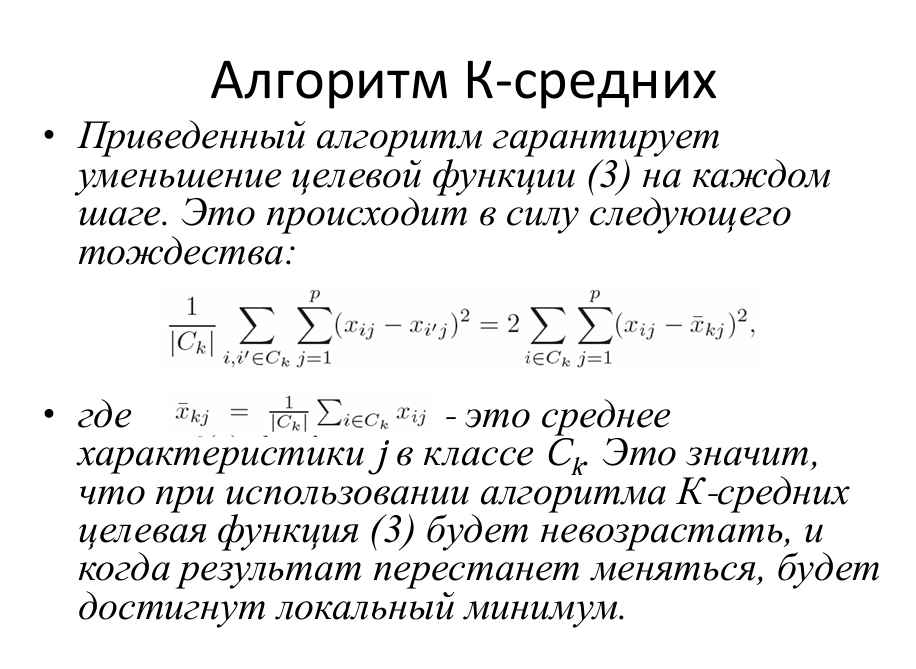 Алгоритм К-средних
• Приведенный алгоритм гарантирует
уменьшение целевой функции (3) на каждом
шаге. Это происходит в силу следующего
тождества:
\frac{1}{|C_k|} \sum_{i,i' \in C_k} \sum_{j=1}^{p} (x_{ij} - x_{i'j})^2 = 2 \sum_{i \in C_k} \sum_{j=1}^{p} (x_{ij} - \bar{x}_{kj})^2,
• где \bar{x}_{kj} = \frac{1}{|C_k|} \sum_{i \in C_k} x_{ij} - это среднее
характеристики j в классе C_k. Это значит,
что при использовании алгоритма К-средних
целевая функция (3) будет невозрастать, и
когда результат перестанет меняться, будет
достигнут локальный минимум.